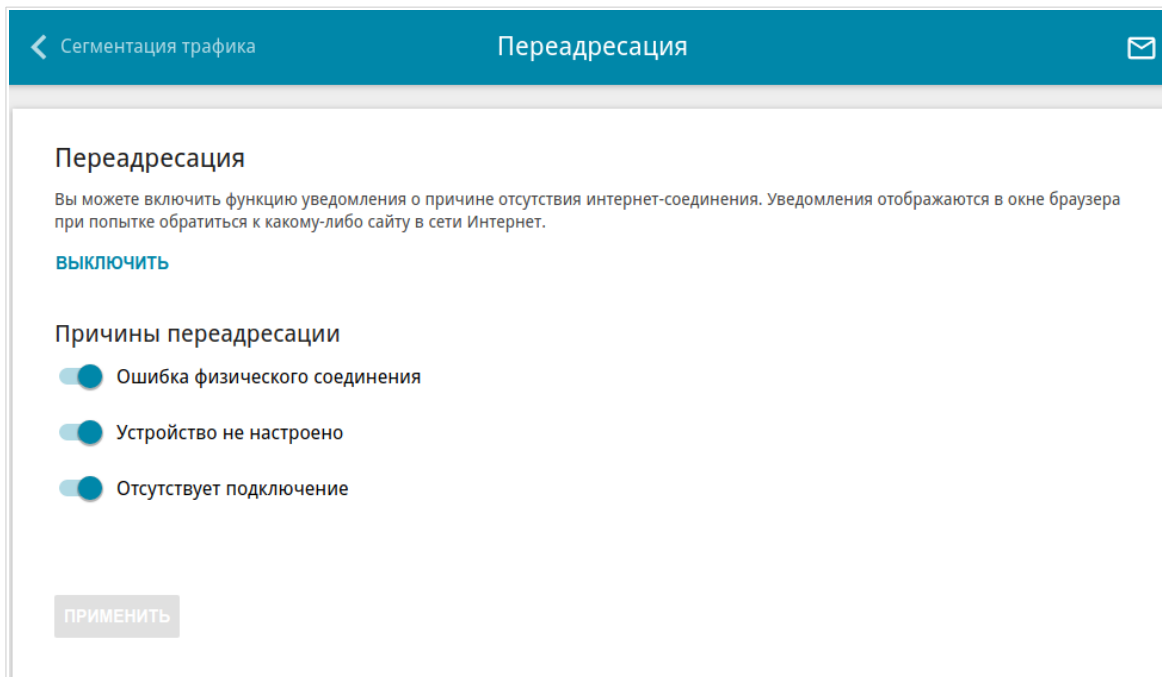 Сегментация трафика
Переадресация
Переадресация
Вы можете включить функцию уведомления о причине отсутствия интернет-соединения. Уведомления отображаются в окне браузера
при попытке обратиться к какому-либо сайту в сети Интернет.
ВЫКЛЮЧИТЬ
Причины переадресации
Ошибка физического соединения
Устройство не настроено
Отсутствует подключение
ПРИМЕНИТЬ